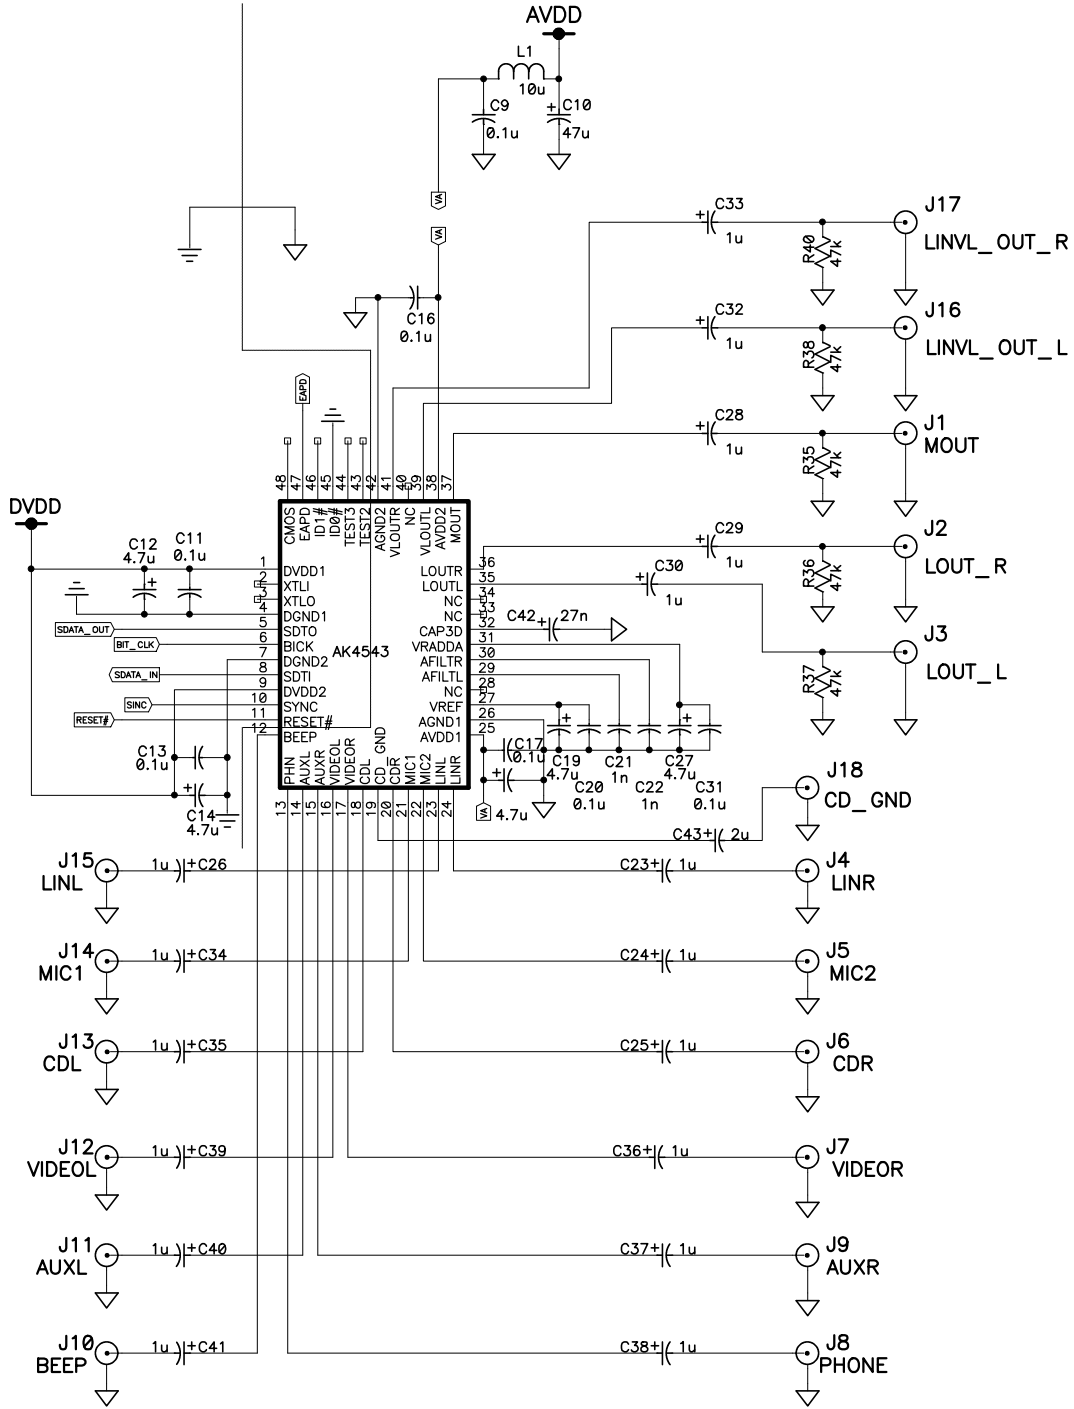 AVDD
L1
10u
C9
0.1u
+ C10
47u
VA
VA
C16
0.1u
+ C33
1u
R40
47k
J17
LINVL_OUT_R
+ C32
1u
R38
47k
J16
LINVL_OUT_L
+ C28
1u
R35
47k
J1
MOUT
EAPD
48
47
46
45
44
43
42
41
40
39
38
37
CMOS
EAPD
ID1#
ID0#
TEST3
TEST2
AGND2
VLOUTR
NC
VLOUTL
AVDD2
MOUT
DVDD
C12
4.7u
+
C11
0.1u
1 DVDD1
2 XTLI
3 XTLO
4 DGND1
5 SDTO
6 BICK
7 DGND2
8 SDTI
9 DVDD2
10 SYNC
11 RESET#
12 BEEP
SDATA_OUT
BIT_CLK
SDATA_IN
SINC
RESET#
AK4543
LOUTR 36
LOUTL 35
NC 34
NC 33
CAP3D 32
VRADDA 31
AFILTR 30
AFILTL 29
NC 28
VREF 27
AGND1 26
AVDD1 25
+ C29
1u
R36
47k
J2
LOUT_R
+ C30
1u
R37
47k
J3
LOUT_L
C42 + 27n
C13
0.1u
+
C14
4.7u
C17
0.1u
+
4.7u
VA
+
C19
4.7u
C20
0.1u
C21
1n
C22
1n
+
C27
4.7u
C31
0.1u
PHN
AUXL
AUXR
VIDEOL
VIDEOR
CDL
CD_GND
CDR
MIC1
MIC2
LINL
LINR
13
14
15
16
17
18
19
20
21
22
23
24
J18
CD_GND
C43+ 2u
J15
LINL
1u +C26
C23+ 1u
J4
LINR
J14
MIC1
1u +C34
C24+ 1u
J5
MIC2
J13
CDL
1u +C35
C25+ 1u
J6
CDR
J12
VIDEOL
1u +C39
C36+ 1u
J7
VIDEOR
J11
AUXL
1u +C40
C37+ 1u
J9
AUXR
J10
BEEP
1u +C41
C38+ 1u
J8
PHONE